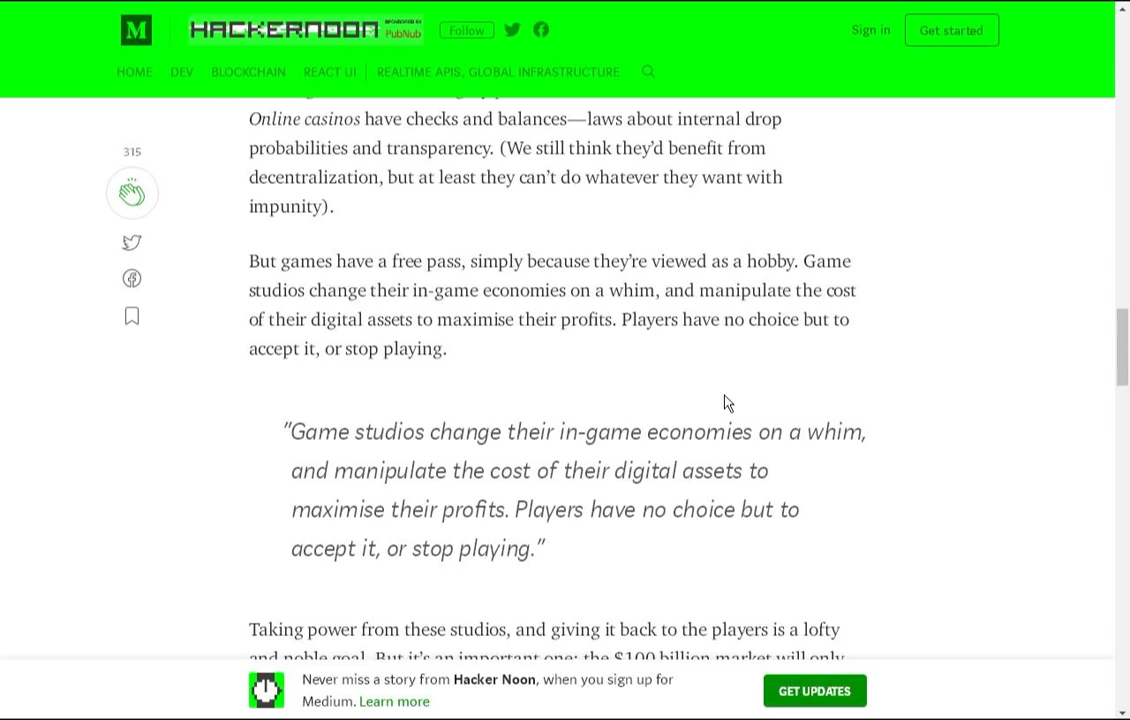 M HACKERNOON SPONSORED BY PubNub Follow Sign in Get started
HOME DEV BLOCKCHAIN REACT UI REALTIME APIS, GLOBAL INFRASTRUCTURE
Online casinos have checks and balances—laws about internal drop
probabilities and transparency. (We still think they’d benefit from
decentralization, but at least they can’t do whatever they want with
impunity).
315
But games have a free pass, simply because they’re viewed as a hobby. Game
studios change their in-game economies on a whim, and manipulate the cost
of their digital assets to maximise their profits. Players have no choice but to
accept it, or stop playing.
"Game studios change their in-game economies on a whim,
and manipulate the cost of their digital assets to
maximise their profits. Players have no choice but to
accept it, or stop playing."
Taking power from these studios, and giving it back to the players is a lofty
and noble goal. But it’s an important one: the $100 billion market will only
Never miss a story from Hacker Noon, when you sign up for
Medium. Learn more
GET UPDATES